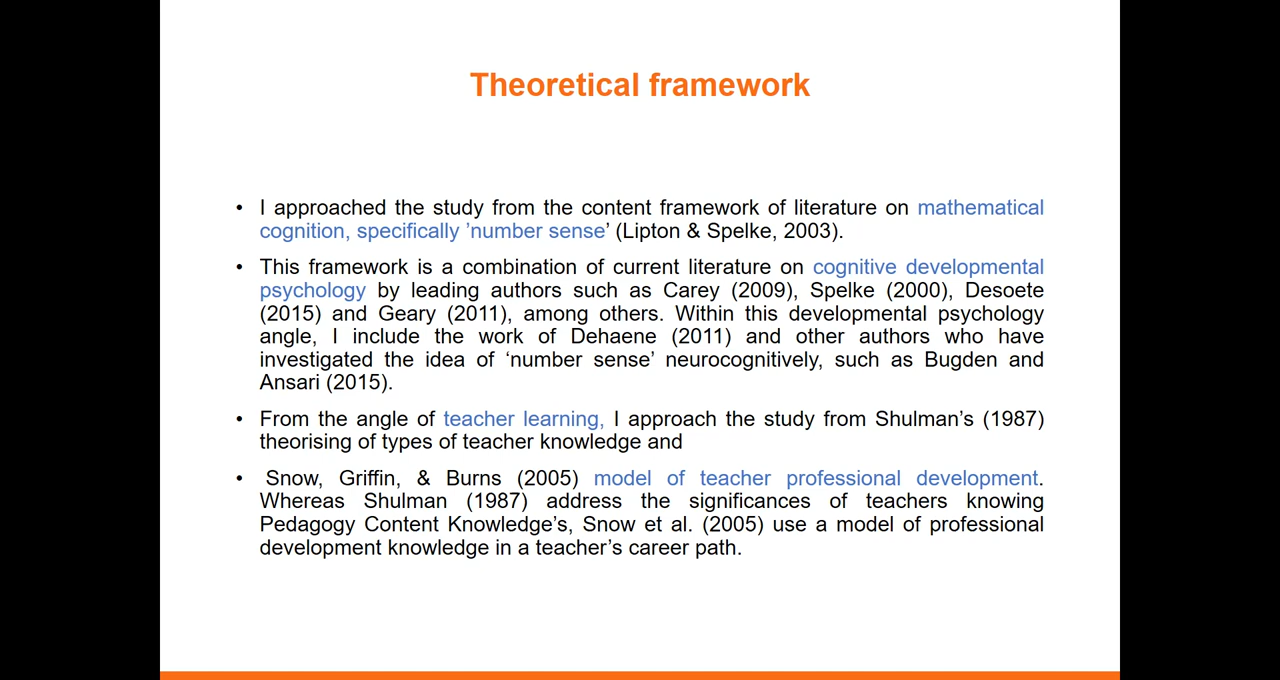 Theoretical framework
• I approached the study from the content framework of literature on mathematical
cognition, specifically ’number sense’ (Lipton & Spelke, 2003).
• This framework is a combination of current literature on cognitive developmental
psychology by leading authors such as Carey (2009), Spelke (2000), Desoete
(2015) and Geary (2011), among others. Within this developmental psychology
angle, I include the work of Dehaene (2011) and other authors who have
investigated the idea of ‘number sense’ neurocognitively, such as Bugden and
Ansari (2015).
• From the angle of teacher learning, I approach the study from Shulman’s (1987)
theorising of types of teacher knowledge and
• Snow, Griffin, & Burns (2005) model of teacher professional development.
Whereas Shulman (1987) address the significances of teachers knowing
Pedagogy Content Knowledge’s, Snow et al. (2005) use a model of professional
development knowledge in a teacher’s career path.